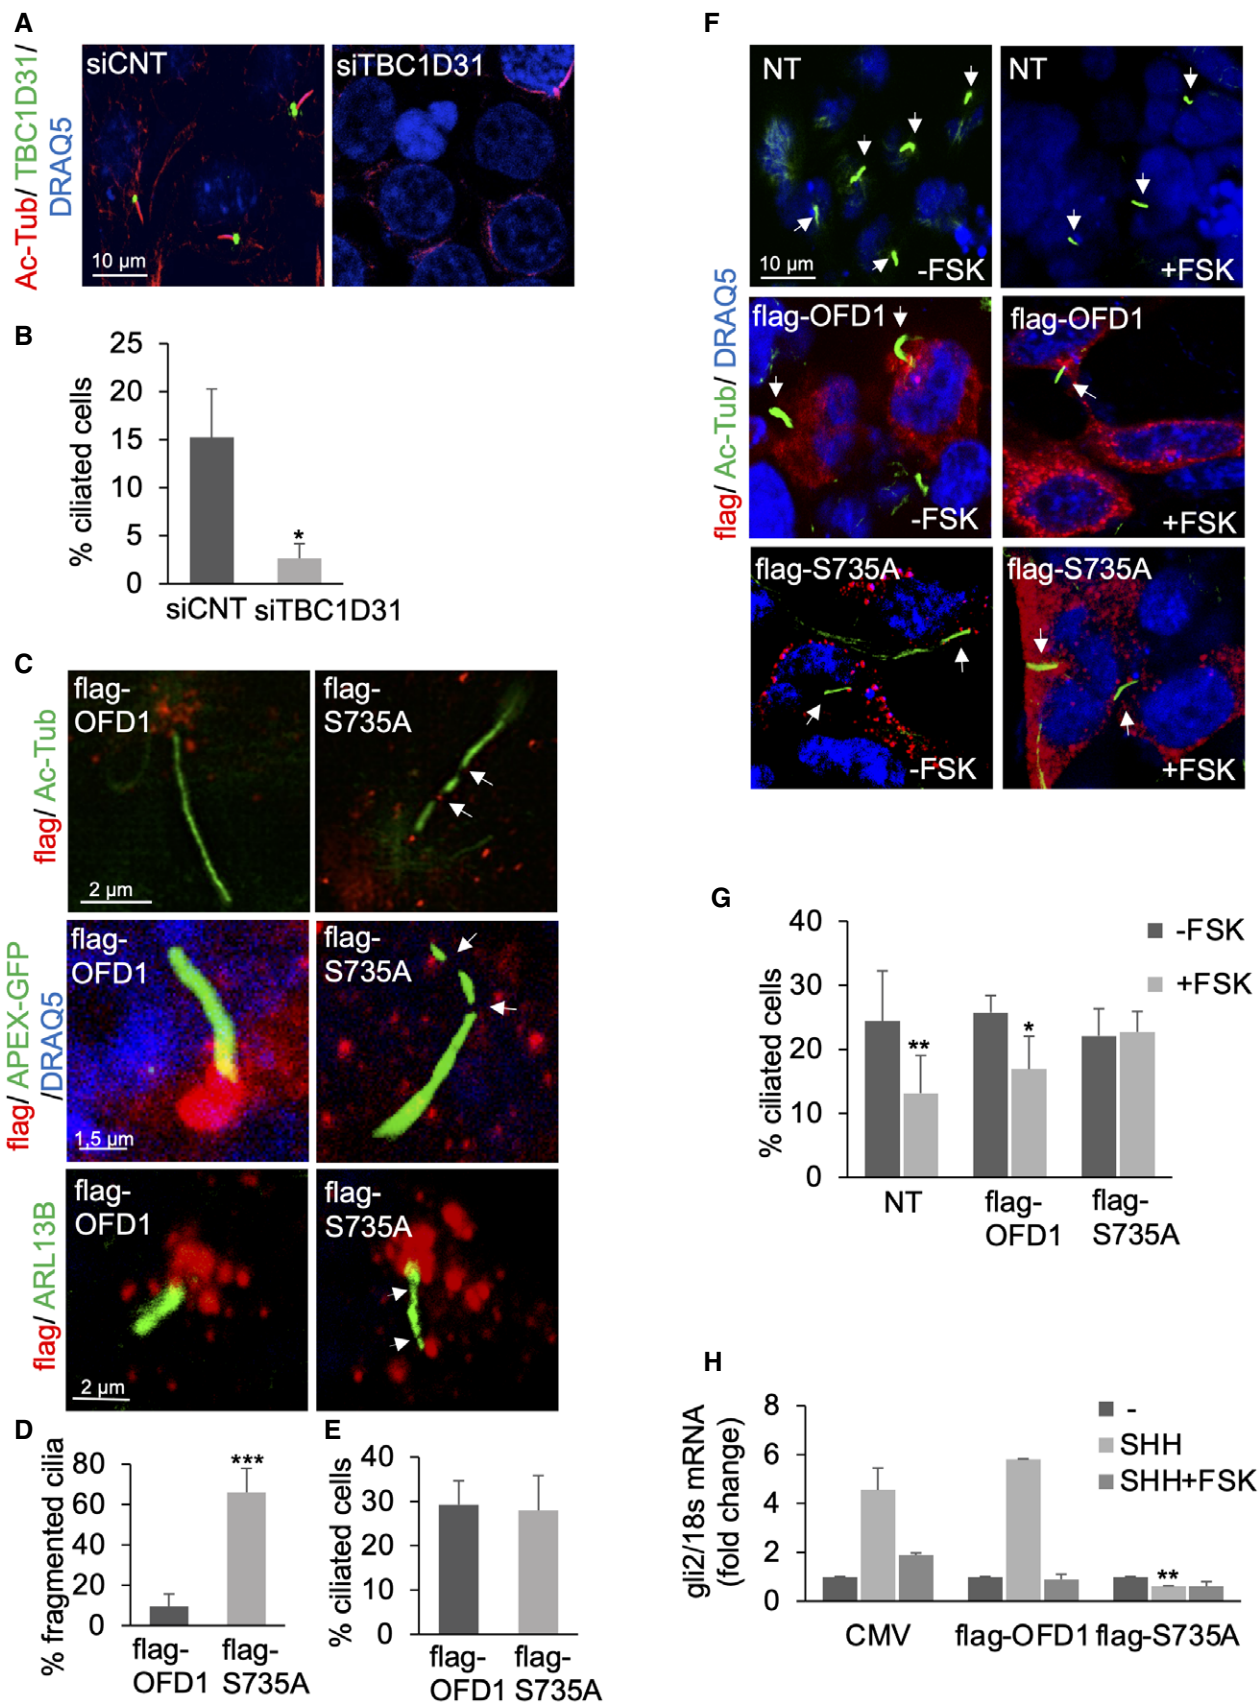 A
Ac-Tub/ TBC1D31/
DRAQ5
siCNT
10 µm
siTBC1D31
B
% ciliated cells
25
20
15
10
5
0
*
siCNT siTBC1D31
C
flag/ Ac-Tub
flag-
OFD1
2 µm
flag-
S735A
flag/ APEX-GFP
/DRAQ5
flag-
OFD1
1,5 µm
flag-
S735A
flag/ ARL13B
flag-
OFD1
2 µm
flag-
S735A
D
% fragmented cilia
80
60
40
20
0
***
flag-
OFD1
flag-
S735A
E
% ciliated cells
40
30
20
10
0
flag-
OFD1
flag-
S735A
F
flag/ Ac-Tub/ DRAQ5
NT
10 µm
-FSK
NT
+FSK
flag-OFD1
-FSK
flag-OFD1
+FSK
flag-S735A
-FSK
flag-S735A
+FSK
G
% ciliated cells
40
30
20
10
0
-FSK
+FSK
**
*
NT
flag-
OFD1
flag-
S735A
H
gli2/18s mRNA
(fold change)
8
6
4
2
0
-
SHH
SHH+FSK
**
CMV
flag-OFD1
flag-S735A